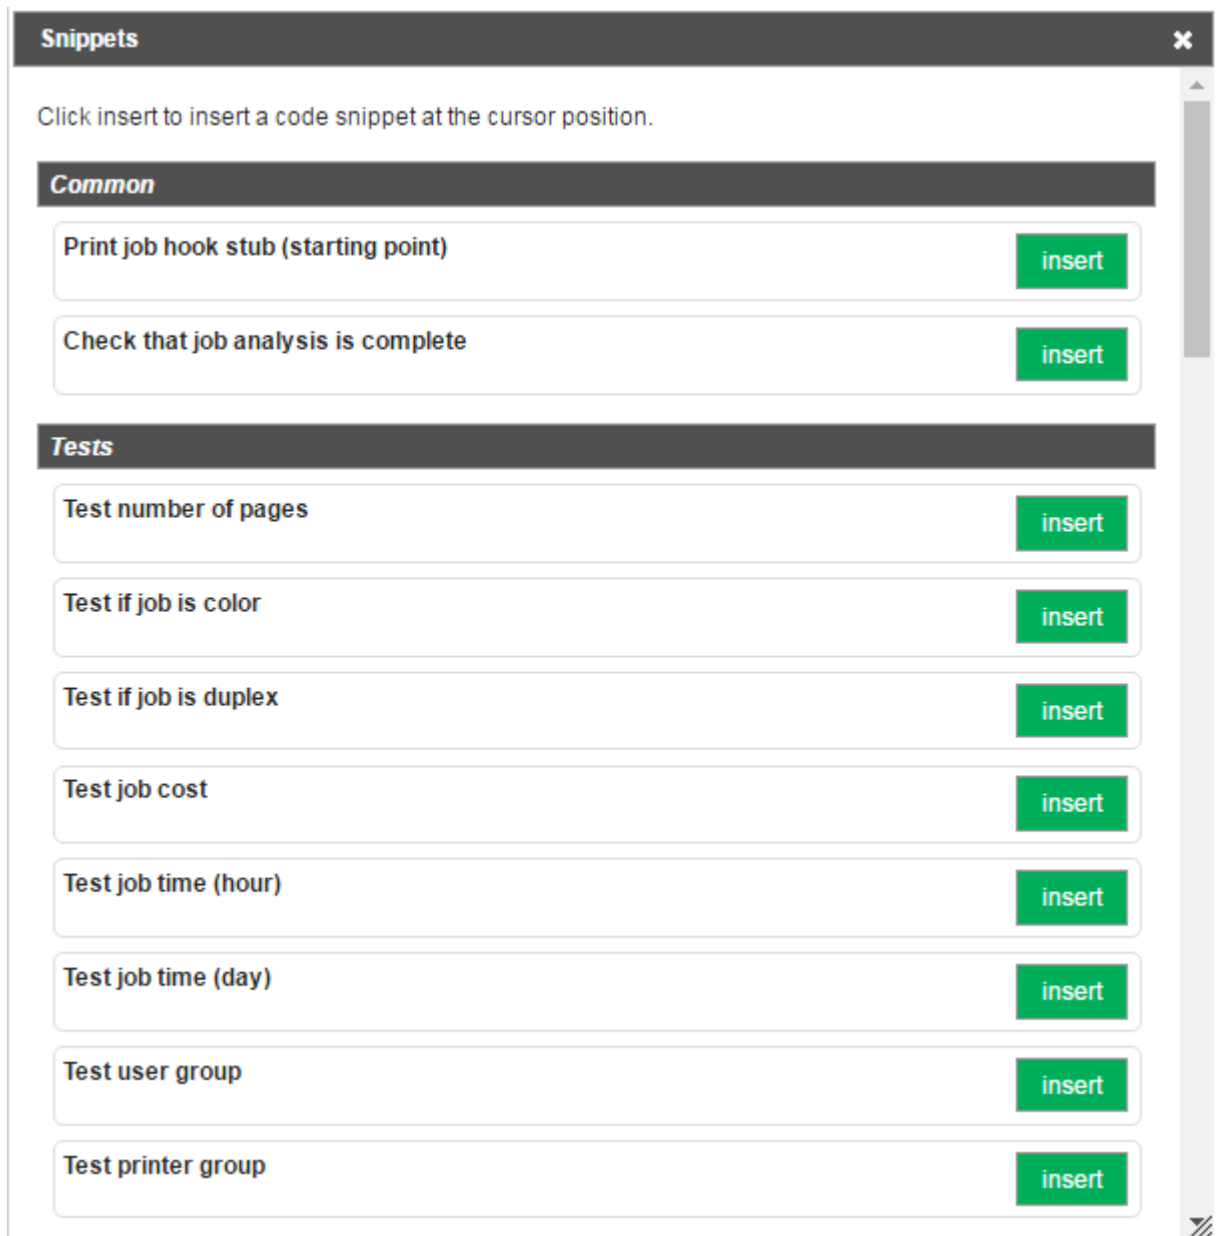 Snippets
Click insert to insert a code snippet at the cursor position.
Common
Print job hook stub (starting point)
insert
Check that job analysis is complete
insert
Tests
Test number of pages
insert
Test if job is color
insert
Test if job is duplex
insert
Test job cost
insert
Test job time (hour)
insert
Test job time (day)
insert
Test user group
insert
Test printer group
insert